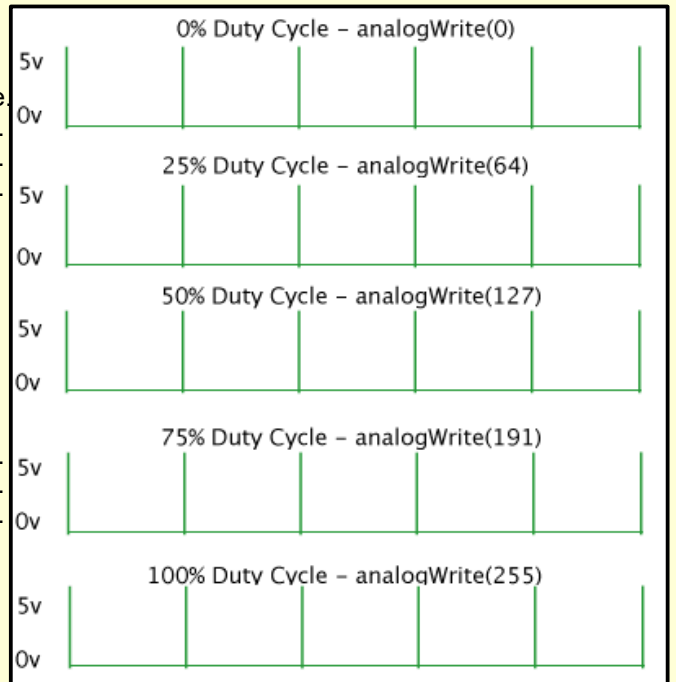 0% Duty Cycle – analogWrite(0)
5v
0v
25% Duty Cycle – analogWrite(64)
5v
0v
50% Duty Cycle – analogWrite(127)
5v
0v
75% Duty Cycle – analogWrite(191)
5v
0v
100% Duty Cycle – analogWrite(255)
5v
0v